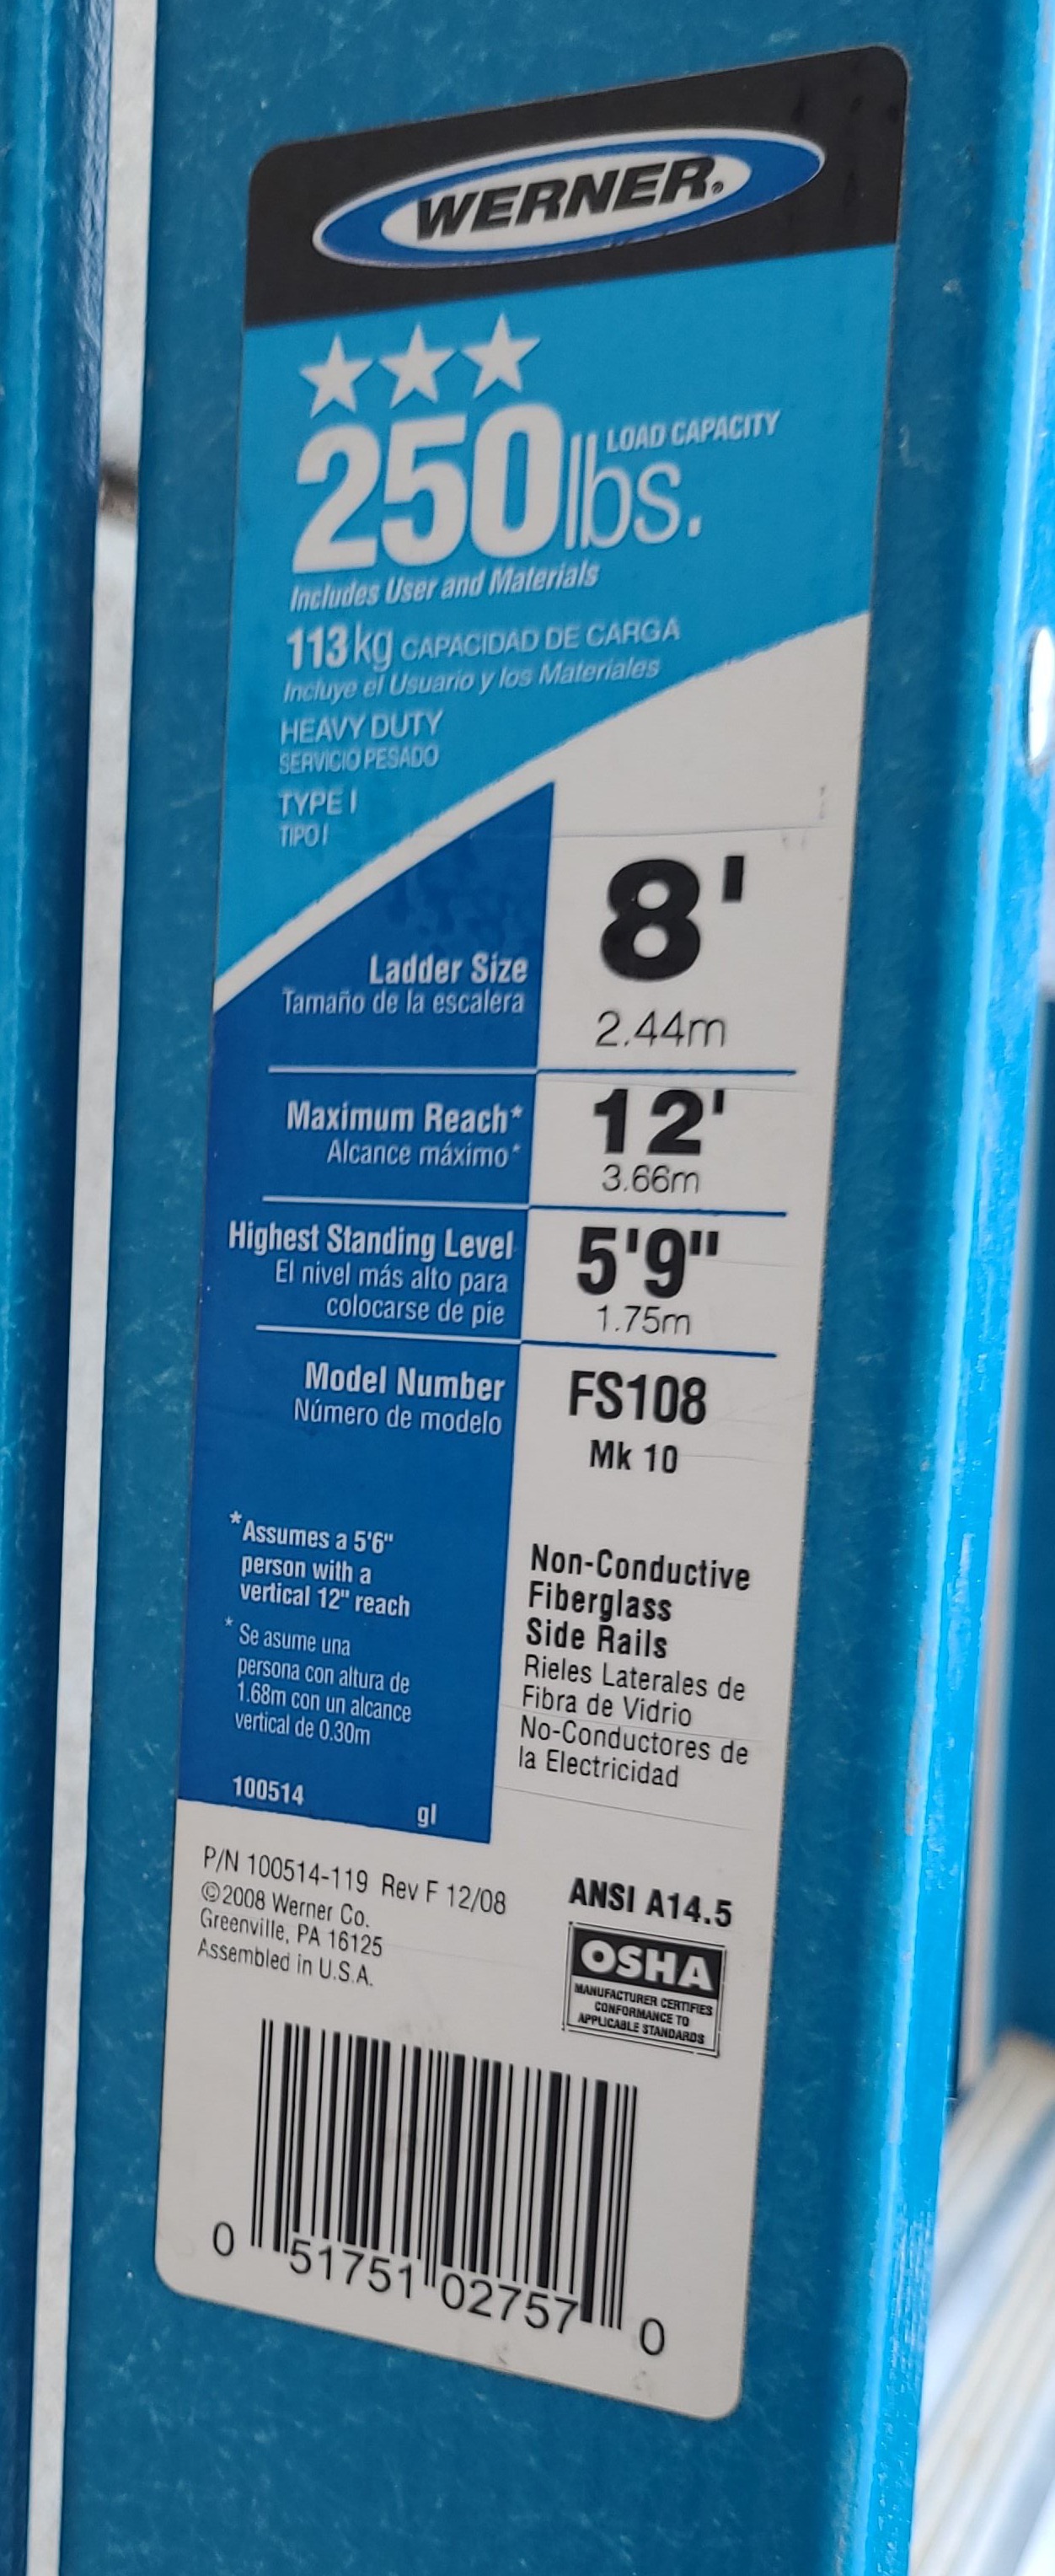 WERNER®
250 lbs. LOAD CAPACITY
Includes User and Materials
113 kg CAPACIDAD DE CARGA
Incluye el Usuario y los Materiales
HEAVY DUTY
SERVICIO PESADO
TYPE I
TIPO I
Ladder Size 8'
Tamaño de la escalera 2.44m
Maximum Reach* 12'
Alcance máximo* 3.66m
Highest Standing Level 5'9"
El nivel más alto para
colocarse de pie 1.75m
Model Number FS108
Número de modelo Mk 10
*Assumes a 5'6"
person with a
vertical 12" reach
* Se asume una
persona con altura de
1.68m con un alcance
vertical de 0.30m
100514 gl
Non-Conductive
Fiberglass
Side Rails
Rieles Laterales de
Fibra de Vidrio
No-Conductores de
la Electricidad
P/N 100514-119 Rev F 12/08
©2008 Werner Co.
Greenville, PA 16125
Assembled in U.S.A.
ANSI A14.5
OSHA
MANUFACTURER CERTIFIES
CONFORMANCE TO
APPLICABLE STANDARDS
0 51751 02757 0